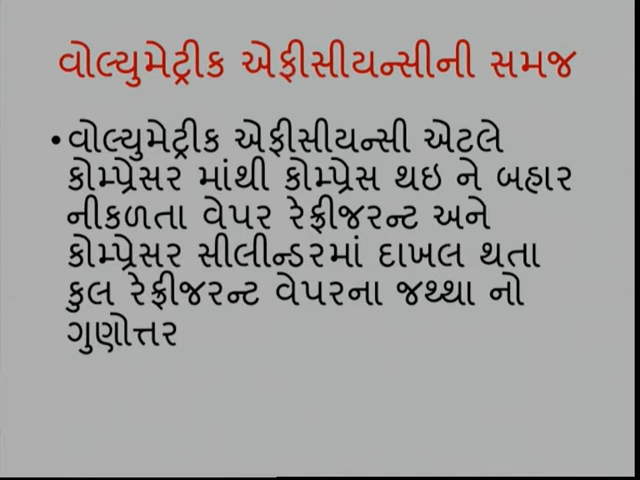 વોલ્યુમેટ્રીક એફીસીયન્સીની સમજ
• વોલ્યુમેટ્રીક એફીસીયન્સી એટલે
કોમ્પ્રેસર માંથી કોમ્પ્રેસ થઇ ને બહાર
નીકળતા વેપર રેફ્રીજરન્ટ અને
કોમ્પ્રેસર સીલીન્ડરમાં દાખલ થતા
કુલ રેફ્રીજરન્ટ વેપરના જથ્થા નો
ગુણોત્તર